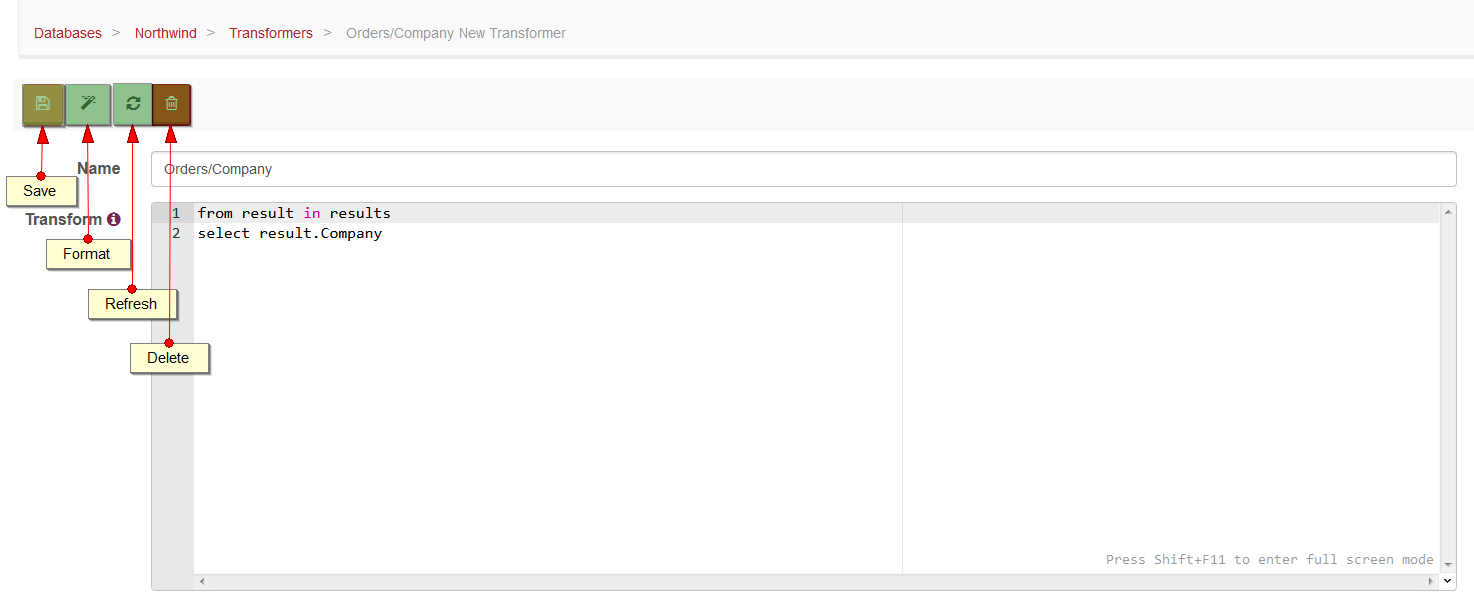 Databases > Northwind > Transformers > Orders/Company New Transformer
Name
Orders/Company
Save
Transform
1 from result in results
2 select result.Company
Format
Refresh
Delete
Press Shift+F11 to enter full screen mode